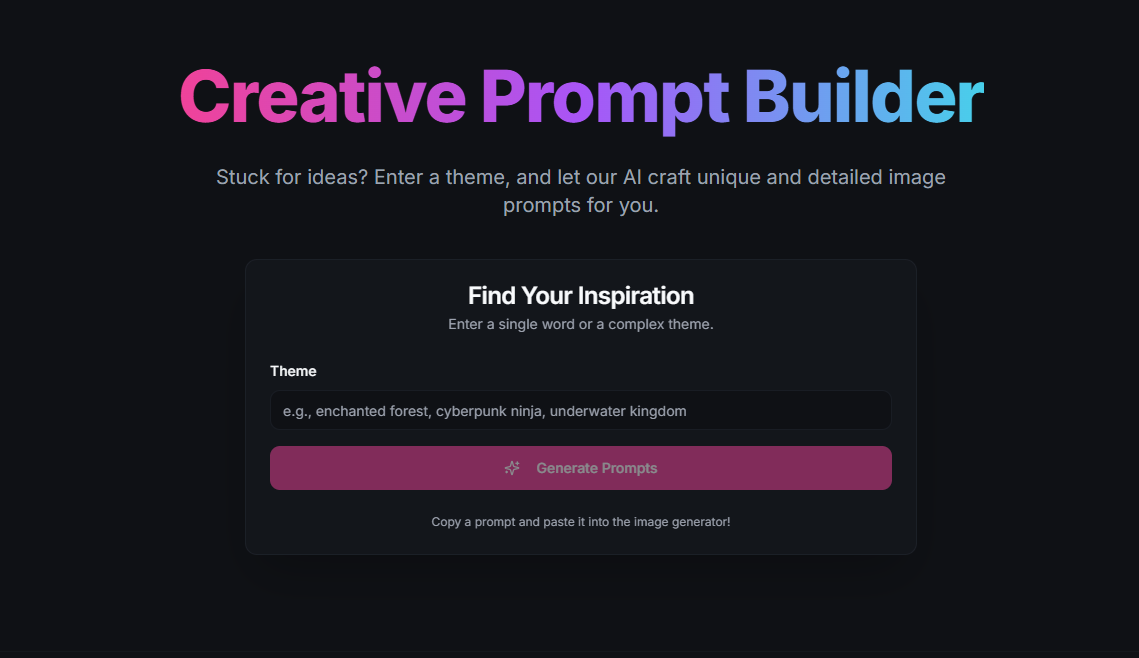 Creative Prompt Builder
Stuck for ideas? Enter a theme, and let our AI craft unique and detailed image
prompts for you.
Find Your Inspiration
Enter a single word or a complex theme.
Theme
e.g., enchanted forest, cyberpunk ninja, underwater kingdom
Generate Prompts
Copy a prompt and paste it into the image generator!